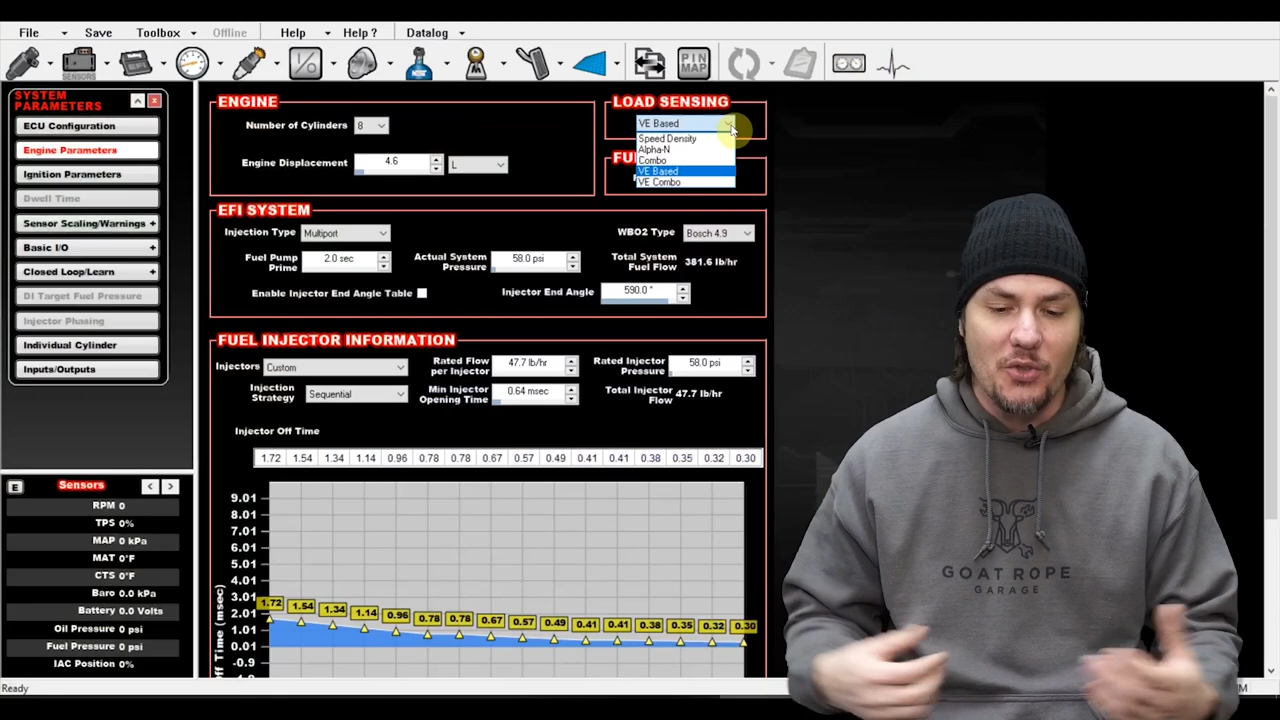 File Save Toolbox Offline Help Help ? Datalog
SENSORS EFI I/O PIN MAP
SYSTEM PARAMETERS
ECU Configuration
Engine Parameters
Ignition Parameters
Dwell Time
Sensor Scaling/Warnings +
Basic I/O +
Closed Loop/Learn +
DI Target Fuel Pressure
Injector Phasing
Individual Cylinder
Inputs/Outputs
E Sensors < >
RPM 0
TPS 0%
MAP 0 kPa
MAT 0°F
CTS 0°F
Baro 0.0 kPa
Battery 0.0 Volts
Oil Pressure 0 psi
Fuel Pressure 0 psi
IAC Position 0%
Ready
ENGINE
Number of Cylinders 8
Engine Displacement 4.6 L
LOAD SENSING
VE Based
Speed Density
Alpha-N
Combo
VE Based
VE Combo
FU
EFI SYSTEM
Injection Type Multiport
WBO2 Type Bosch 4.9
Fuel Pump Prime 2.0 sec
Actual System Pressure 58.0 psi
Total System Fuel Flow 381.6 lb/hr
Enable Injector End Angle Table
Injector End Angle 590.0 °
FUEL INJECTOR INFORMATION
Injectors Custom
Rated Flow per Injector 47.7 lb/hr
Rated Injector Pressure 58.0 psi
Injection Strategy Sequential
Min Injector Opening Time 0.64 msec
Total Injector Flow 47.7 lb/hr
Injector Off Time
1.72 1.54 1.34 1.14 0.96 0.78 0.78 0.67 0.57 0.49 0.41 0.41 0.38 0.35 0.32 0.30
9.01
8.01
7.01
6.01
5.01
4.01
3.01
2.01
1.01
0.01
-0.9
Off Time (msec)
1.72 1.54 1.34 1.14 0.96 0.78 0.78 0.67 0.57 0.49 0.41 0.41 0.38 0.35 0.32 0.30
GOAT ROPE
GARAGE